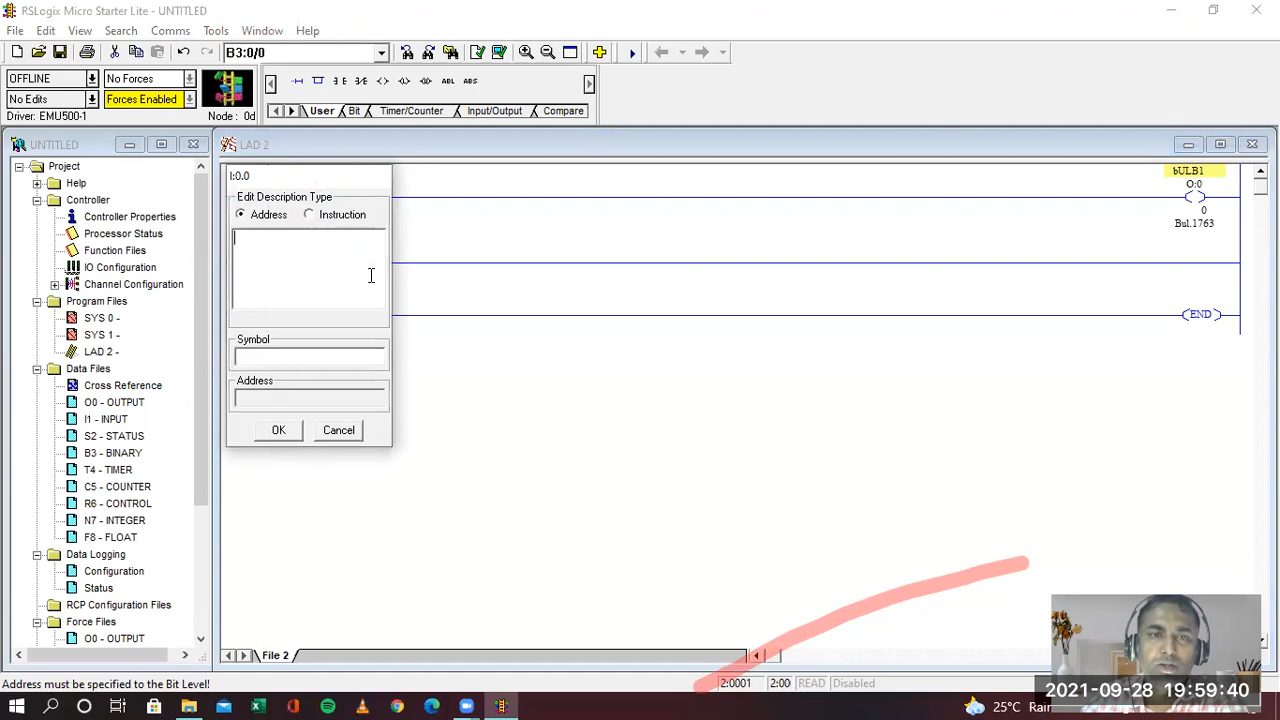 RSLogix Micro Starter Lite - UNTITLED
File Edit View Search Comms Tools Window Help
B3:0/0
OFFLINE No Forces
No Edits Forces Enabled
Driver: EMU500-1 Node : 0d
ABL ABS
User Bit Timer/Counter Input/Output Compare
UNTITLED
Project
Help
Controller
Controller Properties
Processor Status
Function Files
IO Configuration
Channel Configuration
Program Files
SYS 0 -
SYS 1 -
LAD 2 -
Data Files
Cross Reference
O0 - OUTPUT
I1 - INPUT
S2 - STATUS
B3 - BINARY
T4 - TIMER
C5 - COUNTER
R6 - CONTROL
N7 - INTEGER
F8 - FLOAT
Data Logging
Configuration
Status
RCP Configuration Files
Force Files
O0 - OUTPUT
LAD 2
I:0.0
Edit Description Type
Address Instruction
Symbol
Address
OK Cancel
bULB1
O:0
0
Bul.1763
END
File 2
Address must be specified to the Bit Level!
2:0001 2:00 READ Disabled
25°C Rain
2021-09-28 19:59:40